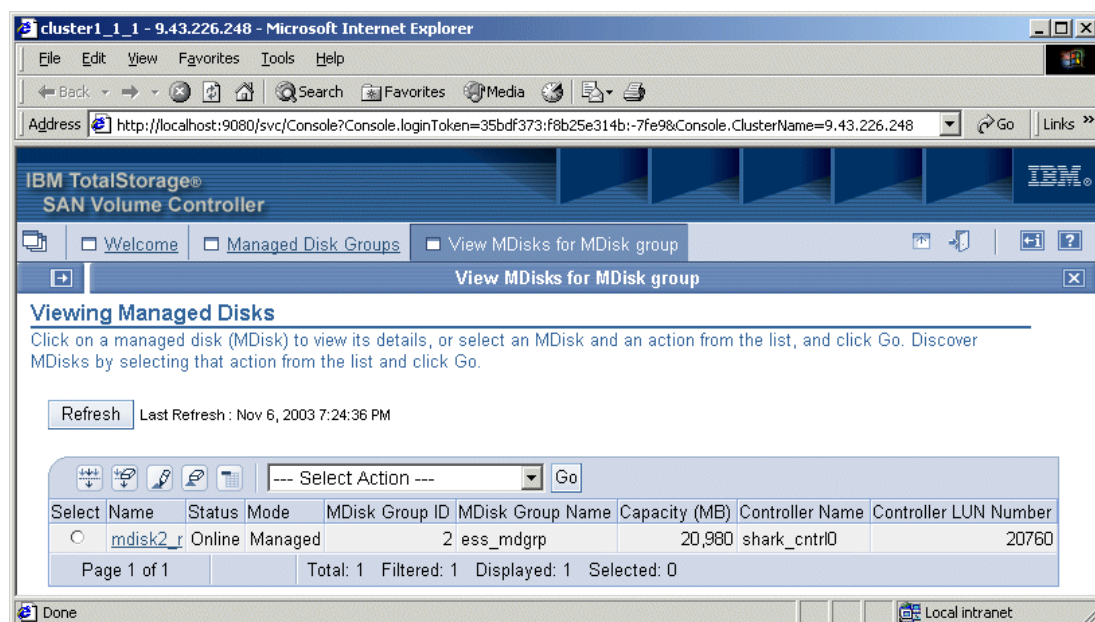 cluster1_1_1 - 9.43.226.248 - Microsoft Internet Explorer
File Edit View Favorites Tools Help
Back Search Favorites Media
Address http://localhost:9080/svc/Console?Console.loginToken=35bdf373:f8b25e314b:-7fe9&Console.ClusterName=9.43.226.248 Go Links »
IBM TotalStorage®
SAN Volume Controller
IBM®
Welcome Managed Disk Groups View MDisks for MDisk group
View MDisks for MDisk group
Viewing Managed Disks
Click on a managed disk (MDisk) to view its details, or select an MDisk and an action from the list, and click Go. Discover
MDisks by selecting that action from the list and click Go.
Refresh Last Refresh : Nov 6, 2003 7:24:36 PM
--- Select Action --- Go
Select Name Status Mode MDisk Group ID MDisk Group Name Capacity (MB) Controller Name Controller LUN Number
mdisk2_r Online Managed 2 ess_mdgrp 20,980 shark_cntrl0 20760
Page 1 of 1 Total: 1 Filtered: 1 Displayed: 1 Selected: 0
Done Local intranet